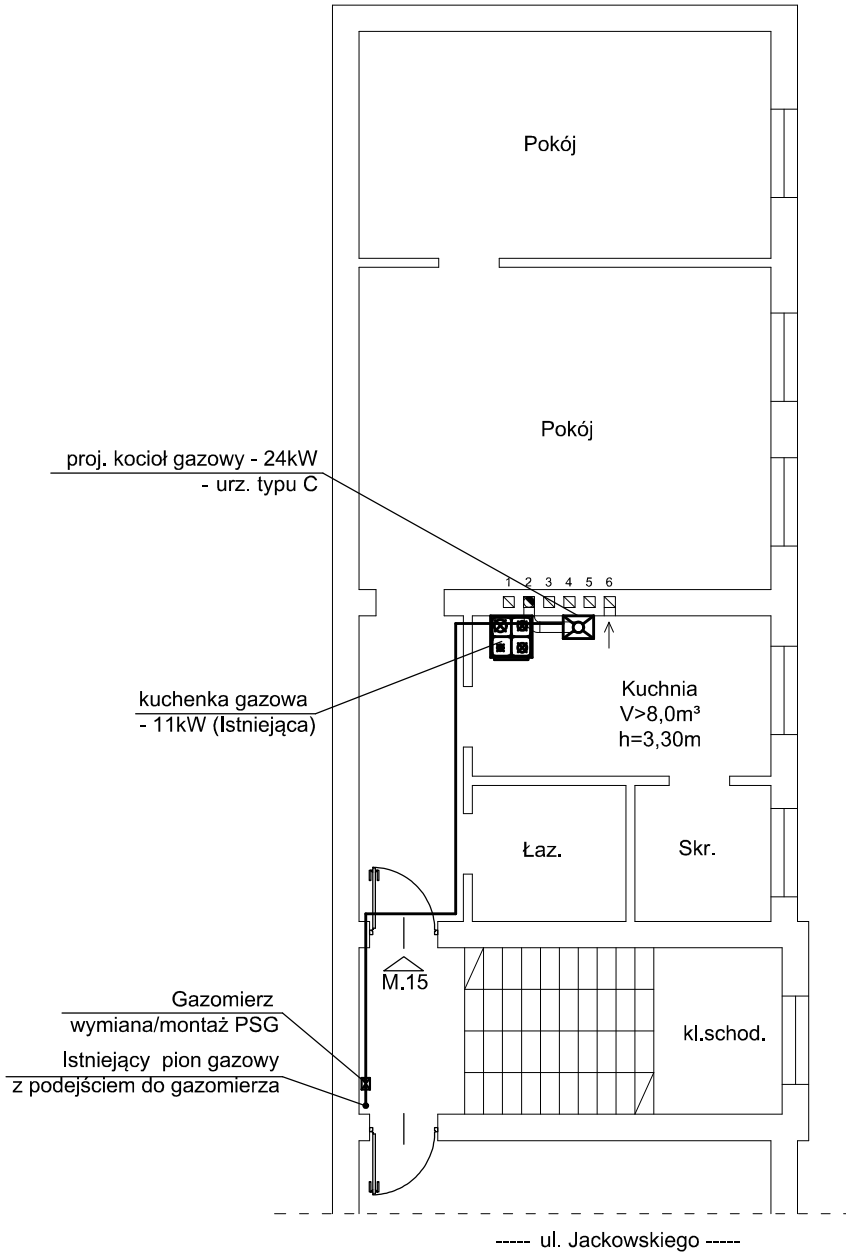 Pokój
Pokój
proj. kocioł gazowy - 24kW
- urz. typu C
1 2 3 4 5 6
kuchenka gazowa
- 11kW (Istniejąca)
Kuchnia
V>8,0m³
h=3,30m
Łaz.
Skr.
M.15
Gazomierz
wymiana/montaż PSG
Istniejący pion gazowy
z podejściem do gazomierza
kl.schod.
----- ul. Jackowskiego -----